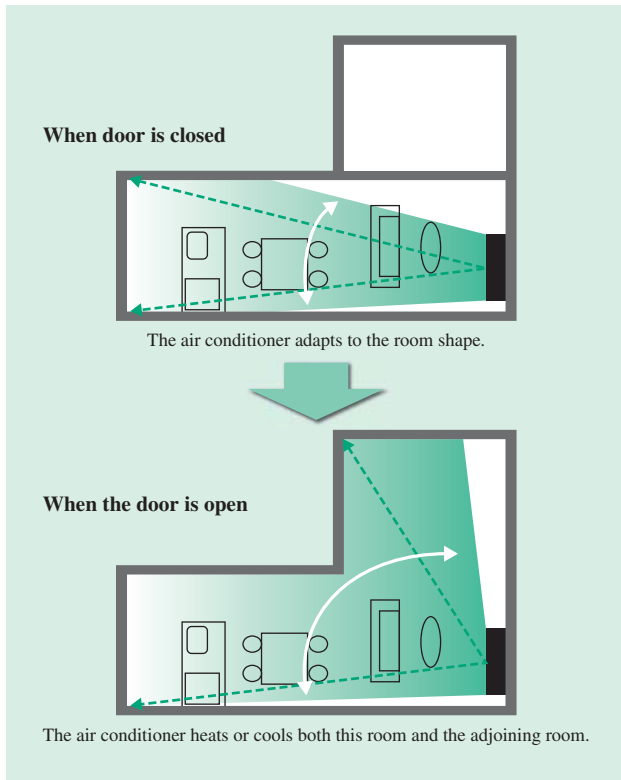 When door is closed
The air conditioner adapts to the room shape.
When the door is open
The air conditioner heats or cools both this room and the adjoining room.